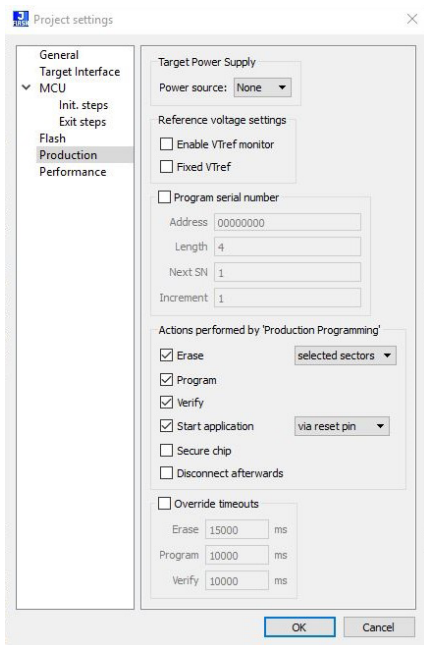 J FLASH Project settings
General
Target Interface
MCU
Init. steps
Exit steps
Flash
Production
Performance
Target Power Supply
Power source: None
Reference voltage settings
Enable VTref monitor
Fixed VTref
Program serial number
Address 00000000
Length 4
Next SN 1
Increment 1
Actions performed by 'Production Programming'
Erase selected sectors
Program
Verify
Start application via reset pin
Secure chip
Disconnect afterwards
Override timeouts
Erase 15000 ms
Program 10000 ms
Verify 10000 ms
OK Cancel